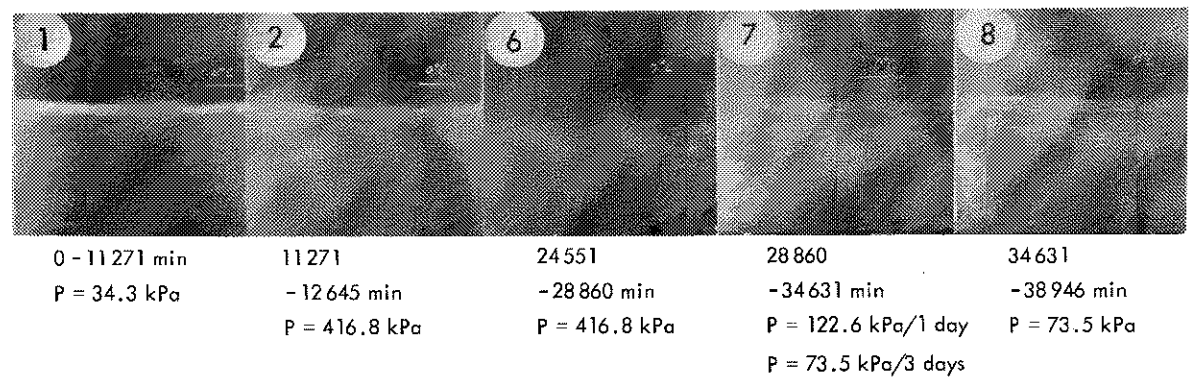 1 2 6 7 8
0 - 11271 min 11271 24551 28860 34631
P = 34.3 kPa - 12645 min - 28860 min - 34631 min - 38946 min
P = 416.8 kPa P = 416.8 kPa P = 122.6 kPa/1 day P = 73.5 kPa
P = 73.5 kPa/3 days